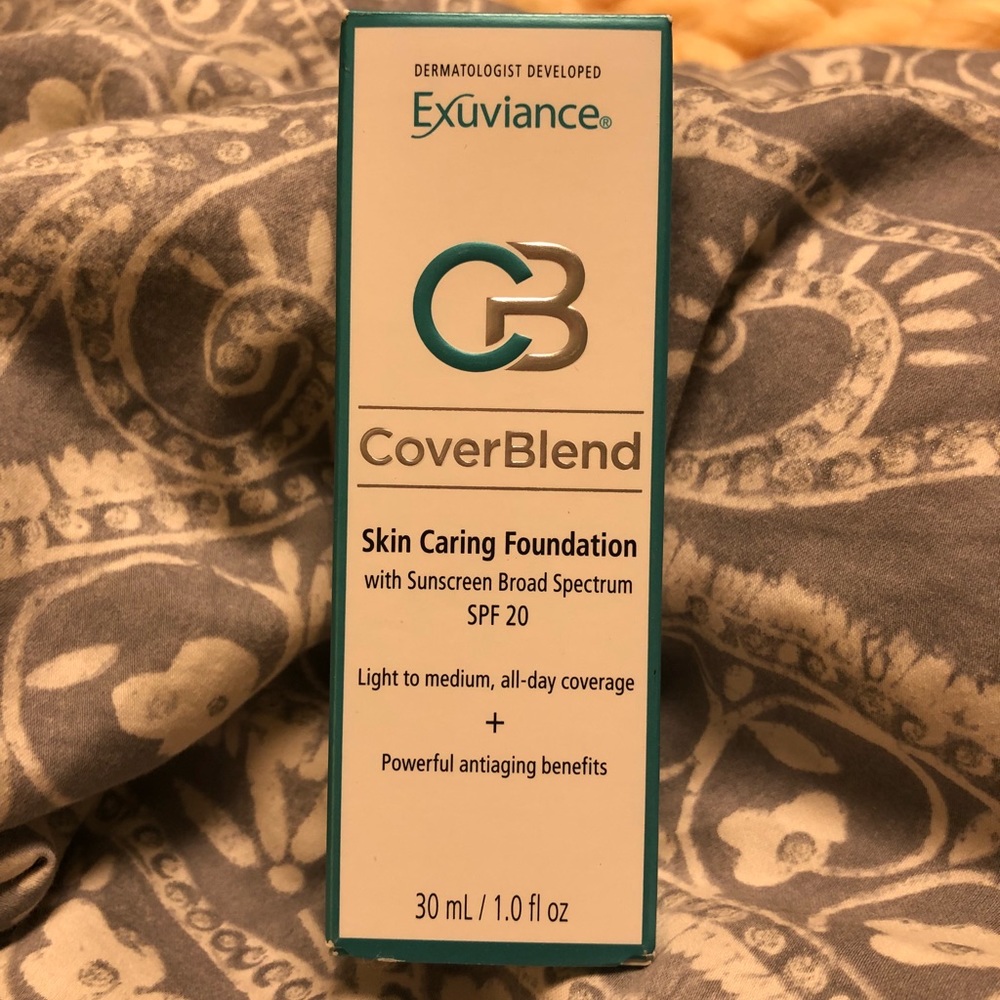 DERMATOLOGIST DEVELOPED
Exuviance®
CB
CoverBlend
Skin Caring Foundation
with Sunscreen Broad Spectrum
SPF 20
Light to medium, all-day coverage
+
Powerful antiaging benefits
30 mL / 1.0 fl oz